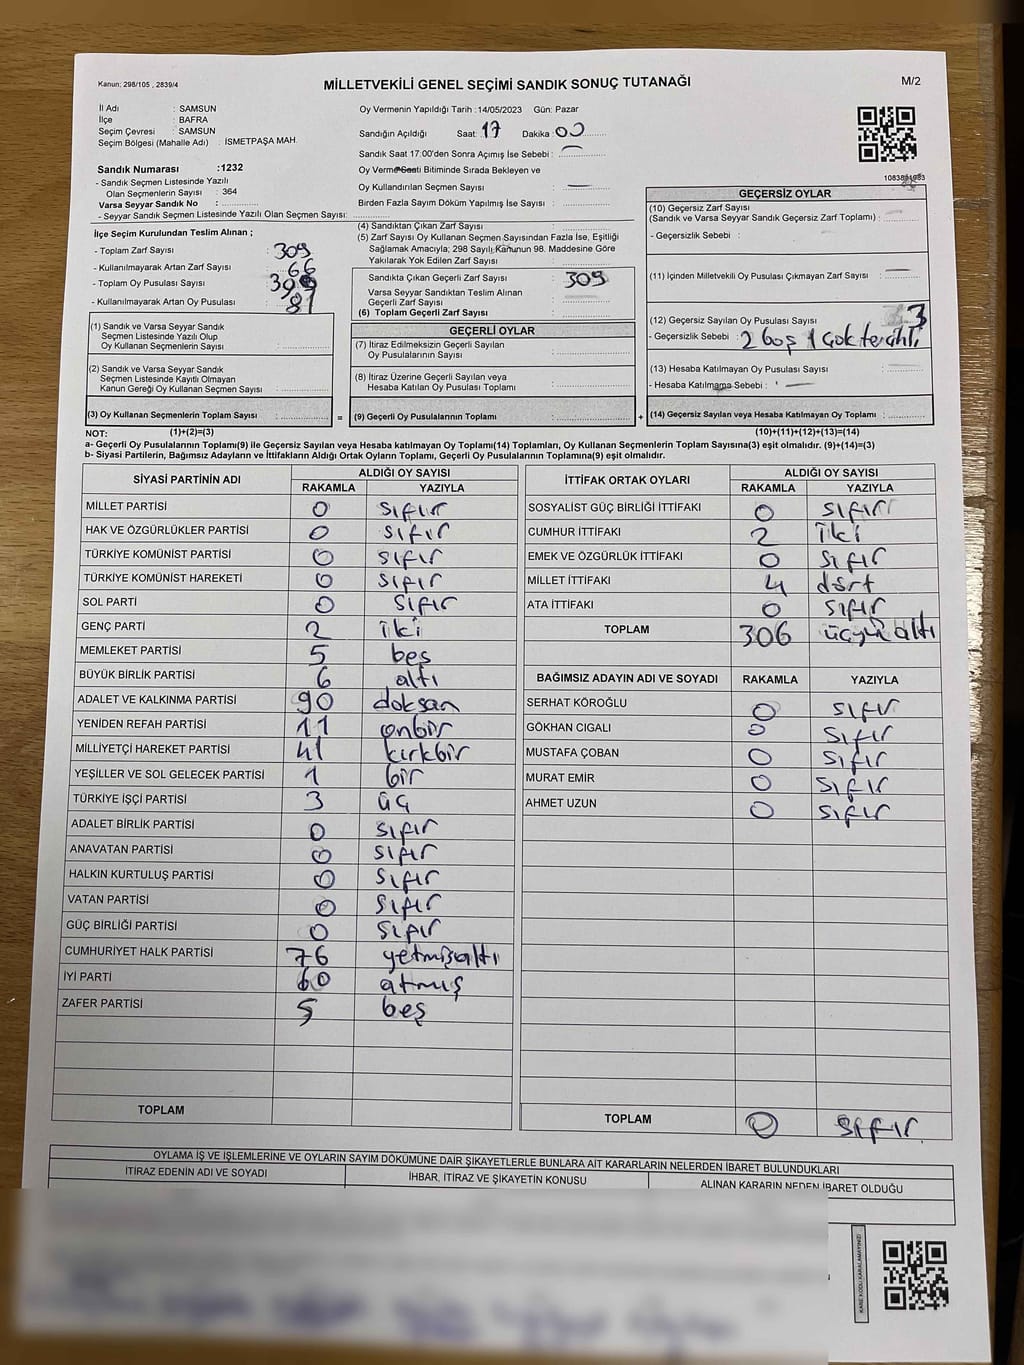 Kanun: 298/105 , 2839/4
MİLLETVEKİLİ GENEL SEÇİMİ SANDIK SONUÇ TUTANAĞI
M/2
İl Adı : SAMSUN
İlçe : BAFRA
Seçim Çevresi : SAMSUN
Seçim Bölgesi (Mahalle Adı) : İSMETPAŞA MAH.
Sandık Numarası :1232
- Sandık Seçmen Listesinde Yazılı
Olan Seçmenlerin Sayısı : 364
Varsa Seyyar Sandık No :
- Seyyar Sandık Seçmen Listesinde Yazılı Olan Seçmen Sayısı:
Oy Vermenin Yapıldığı Tarih :14/05/2023 Gün: Pazar
Sandığın Açıldığı Saat: 17 Dakika : 00
Sandık Saat 17:00'den Sonra Açımış İse Sebebi :
Oy Verme Saati Bitiminde Sırada Bekleyen ve
Oy Kullandırılan Seçmen Sayısı :
Birden Fazla Sayım Döküm Yapılmış İse Sayısı :
İlçe Seçim Kurulundan Teslim Alınan ;
- Toplam Zarf Sayısı : 309
- Kullanılmayarak Artan Zarf Sayısı : 66
- Toplam Oy Pusulası Sayısı :
- Kullanılmayarak Artan Oy Pusulası : 81
(4) Sandıktan Çıkan Zarf Sayısı :
(5) Zarf Sayısı Oy Kullanan Seçmen Sayısından Fazla İse, Eşitliği
Sağlamak Amacıyla; 298 Sayılı Kanunun 98. Maddesine Göre
Yakılarak Yok Edilen Zarf Sayısı :
Sandıkta Çıkan Geçerli Zarf Sayısı : 309
Varsa Seyyar Sandıktan Teslim Alınan
Geçerli Zarf Sayısı :
(6) Toplam Geçerli Zarf Sayısı :
GEÇERSİZ OYLAR
(10) Geçersiz Zarf Sayısı :
(Sandık ve Varsa Seyyar Sandık Geçersiz Zarf Toplamı)
- Geçersizlik Sebebi :
(11) İçinden Milletvekili Oy Pusulası Çıkmayan Zarf Sayısı :
(12) Geçersiz Sayılan Oy Pusulası Sayısı : 3
- Geçersizlik Sebebi : 2 boş 1 çok tercihli
(13) Hesaba Katılmayan Oy Pusulası Sayısı :
- Hesaba Katılmama Sebebi :
(14) Geçersiz Sayılan veya Hesaba Katılmayan Oy Toplamı :
(1) Sandık ve Varsa Seyyar Sandık
Seçmen Listesinde Yazılı Olup
Oy Kullanan Seçmenlerin Sayısı :
(2) Sandık ve Varsa Seyyar Sandık
Seçmen Listesinde Kayıtlı Olmayan
Kanun Gereği Oy Kullanan Seçmen Sayısı :
(3) Oy Kullanan Seçmenlerin Toplam Sayısı :
=
GEÇERLİ OYLAR
(7) İtiraz Edilmeksizin Geçerli Sayılan
Oy Pusulalarının Sayısı :
(8) İtiraz Üzerine Geçerli Sayılan veya
Hesaba Katılan Oy Pusulası Toplamı :
(9) Geçerli Oy Pusulalarının Toplamı :
+
NOT: (1)+(2)=(3) (10)+(11)+(12)+(13)=(14)
a- Geçerli Oy Pusulalarının Toplamı(9) ile Geçersiz Sayılan veya Hesaba katılmayan Oy Toplamı(14) Toplamları, Oy Kullanan Seçmenlerin Toplam Sayısına(3) eşit olmalıdır. (9)+(14)=(3)
b- Siyasi Partilerin, Bağımsız Adayların ve İttifakların Aldığı Ortak Oyların Toplamı, Geçerli Oy Pusulalarının Toplamına(9) eşit olmalıdır.
SİYASİ PARTİNİN ADI ALDIĞI OY SAYISI
RAKAMLA YAZIYLA
MİLLET PARTİSİ 0 sıfır
HAK VE ÖZGÜRLÜKLER PARTİSİ 0 sıfır
TÜRKİYE KOMÜNİST PARTİSİ 0 sıfır
TÜRKİYE KOMÜNİST HAREKETİ 0 sıfır
SOL PARTİ 0 sıfır
GENÇ PARTİ 2 iki
MEMLEKET PARTİSİ 5 beş
BÜYÜK BİRLİK PARTİSİ 6 altı
ADALET VE KALKINMA PARTİSİ 90 doksan
YENİDEN REFAH PARTİSİ 11 onbir
MİLLİYETÇİ HAREKET PARTİSİ 41 kırkbir
YEŞİLLER VE SOL GELECEK PARTİSİ 1 bir
TÜRKİYE İŞÇİ PARTİSİ 3 üç
ADALET BİRLİK PARTİSİ 0 sıfır
ANAVATAN PARTİSİ 0 sıfır
HALKIN KURTULUŞ PARTİSİ 0 sıfır
VATAN PARTİSİ 0 sıfır
GÜÇ BİRLİĞİ PARTİSİ 0 sıfır
CUMHURİYET HALK PARTİSİ 76 yetmişaltı
İYİ PARTİ 60 atmış
ZAFER PARTİSİ 5 beş
TOPLAM
İTTİFAK ORTAK OYLARI ALDIĞI OY SAYISI
RAKAMLA YAZIYLA
SOSYALİST GÜÇ BİRLİĞİ İTTİFAKI 0 sıfır
CUMHUR İTTİFAKI 2 iki
EMEK VE ÖZGÜRLÜK İTTİFAKI 0 sıfır
MİLLET İTTİFAKI 4 dört
ATA İTTİFAKI 0 sıfır
TOPLAM 306 üçyüzaltı
BAĞIMSIZ ADAYIN ADI VE SOYADI RAKAMLA YAZIYLA
SERHAT KÖROĞLU 0 sıfır
GÖKHAN CIGALI 0 sıfır
MUSTAFA ÇOBAN 0 sıfır
MURAT EMİR 0 sıfır
AHMET UZUN 0 sıfır
TOPLAM 0 sıfır
OYLAMA İŞ VE İŞLEMLERİNE VE OYLARIN SAYIM DÖKÜMÜNE DAİR ŞİKAYETLERLE BUNLARA AİT KARARLARIN NELERDEN İBARET BULUNDUKLARI
İTİRAZ EDENİN ADI VE SOYADI İHBAR, İTİRAZ VE ŞİKAYETİN KONUSU ALINAN KARARIN NEDEN İBARET OLDUĞU
KARE KODU KARALAMAYINIZ!